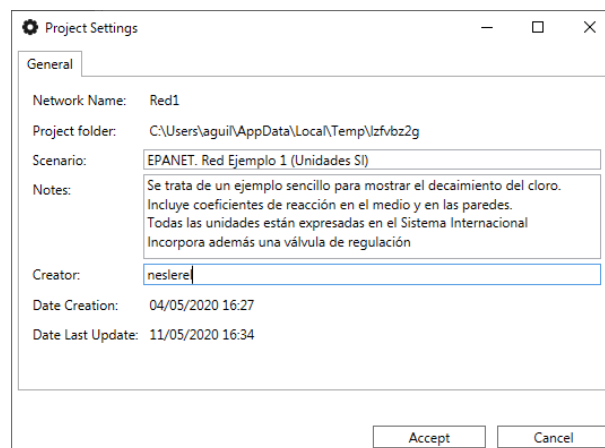 Project Settings
General
Network Name: Red1
Project folder: C:\Users\aguil\AppData\Local\Temp\lzfvbz2g
Scenario: EPANET. Red Ejemplo 1 (Unidades SI)
Notes: Se trata de un ejemplo sencillo para mostrar el decaimiento del cloro.
Incluye coeficientes de reacción en el medio y en las paredes.
Todas las unidades están expresadas en el Sistema Internacional
Incorpora además una válvula de regulación
Creator: neslerel
Date Creation: 04/05/2020 16:27
Date Last Update: 11/05/2020 16:34
Accept Cancel